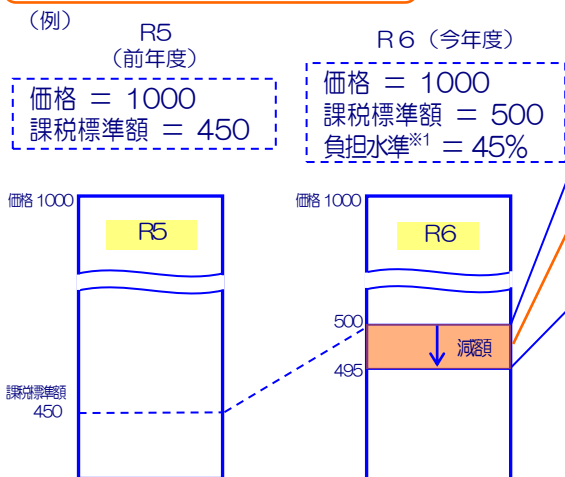 （例）
R5
（前年度）
価格 ＝ 1000
課税標準額 ＝ 450
R6（今年度）
価格 ＝ 1000
課税標準額 ＝ 500
負担水準※1 ＝ 45%
価格 1000
R5
課税標準額
450
価格 1000
R6
500
減額
495